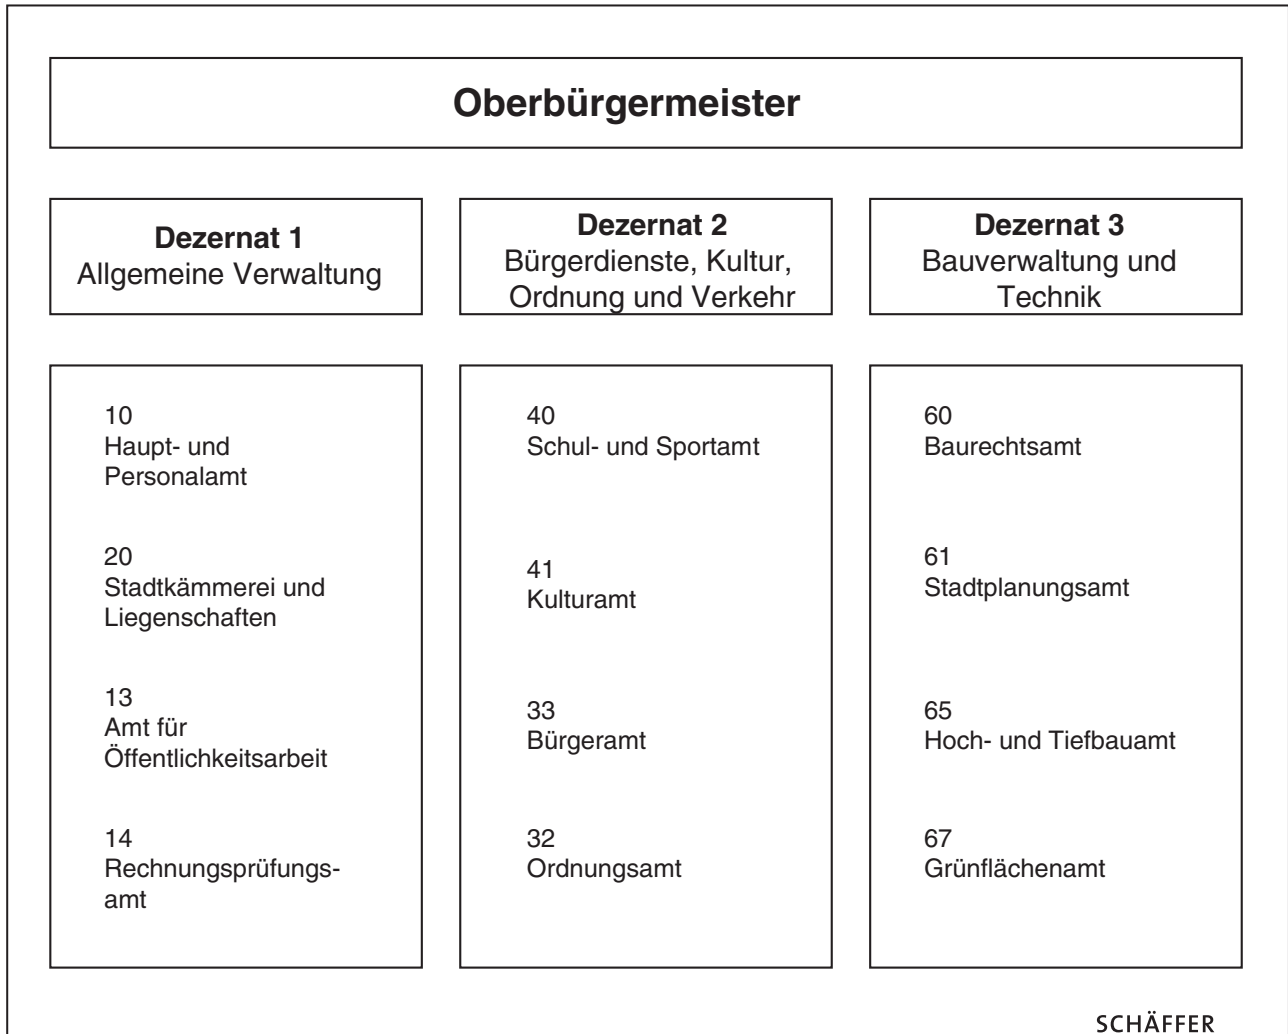 Oberbürgermeister
Dezernat 1
Allgemeine Verwaltung
Dezernat 2
Bürgerdienste, Kultur,
Ordnung und Verkehr
Dezernat 3
Bauverwaltung und
Technik
10
Haupt- und
Personalamt
20
Stadtkämmerei und
Liegenschaften
13
Amt für
Öffentlichkeitsarbeit
14
Rechnungsprüfungs-
amt
40
Schul- und Sportamt
41
Kulturamt
33
Bürgeramt
32
Ordnungsamt
60
Baurechtsamt
61
Stadtplanungsamt
65
Hoch- und Tiefbauamt
67
Grünflächenamt
SCHÄFFER